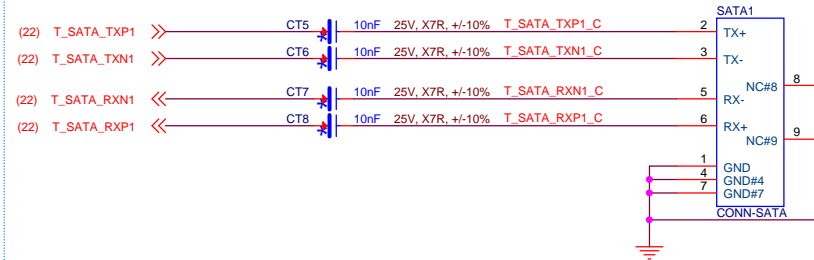 SATA1
(22) T_SATA_TXP1 CT5 10nF 25V, X7R, +/-10% T_SATA_TXP1_C 2 TX+
(22) T_SATA_TXN1 CT6 10nF 25V, X7R, +/-10% T_SATA_TXN1_C 3 TX-
NC#8 8
(22) T_SATA_RXN1 CT7 10nF 25V, X7R, +/-10% T_SATA_RXN1_C 5 RX-
(22) T_SATA_RXP1 CT8 10nF 25V, X7R, +/-10% T_SATA_RXP1_C 6 RX+
NC#9 9
1 GND
4 GND#4
7 GND#7
CONN-SATA